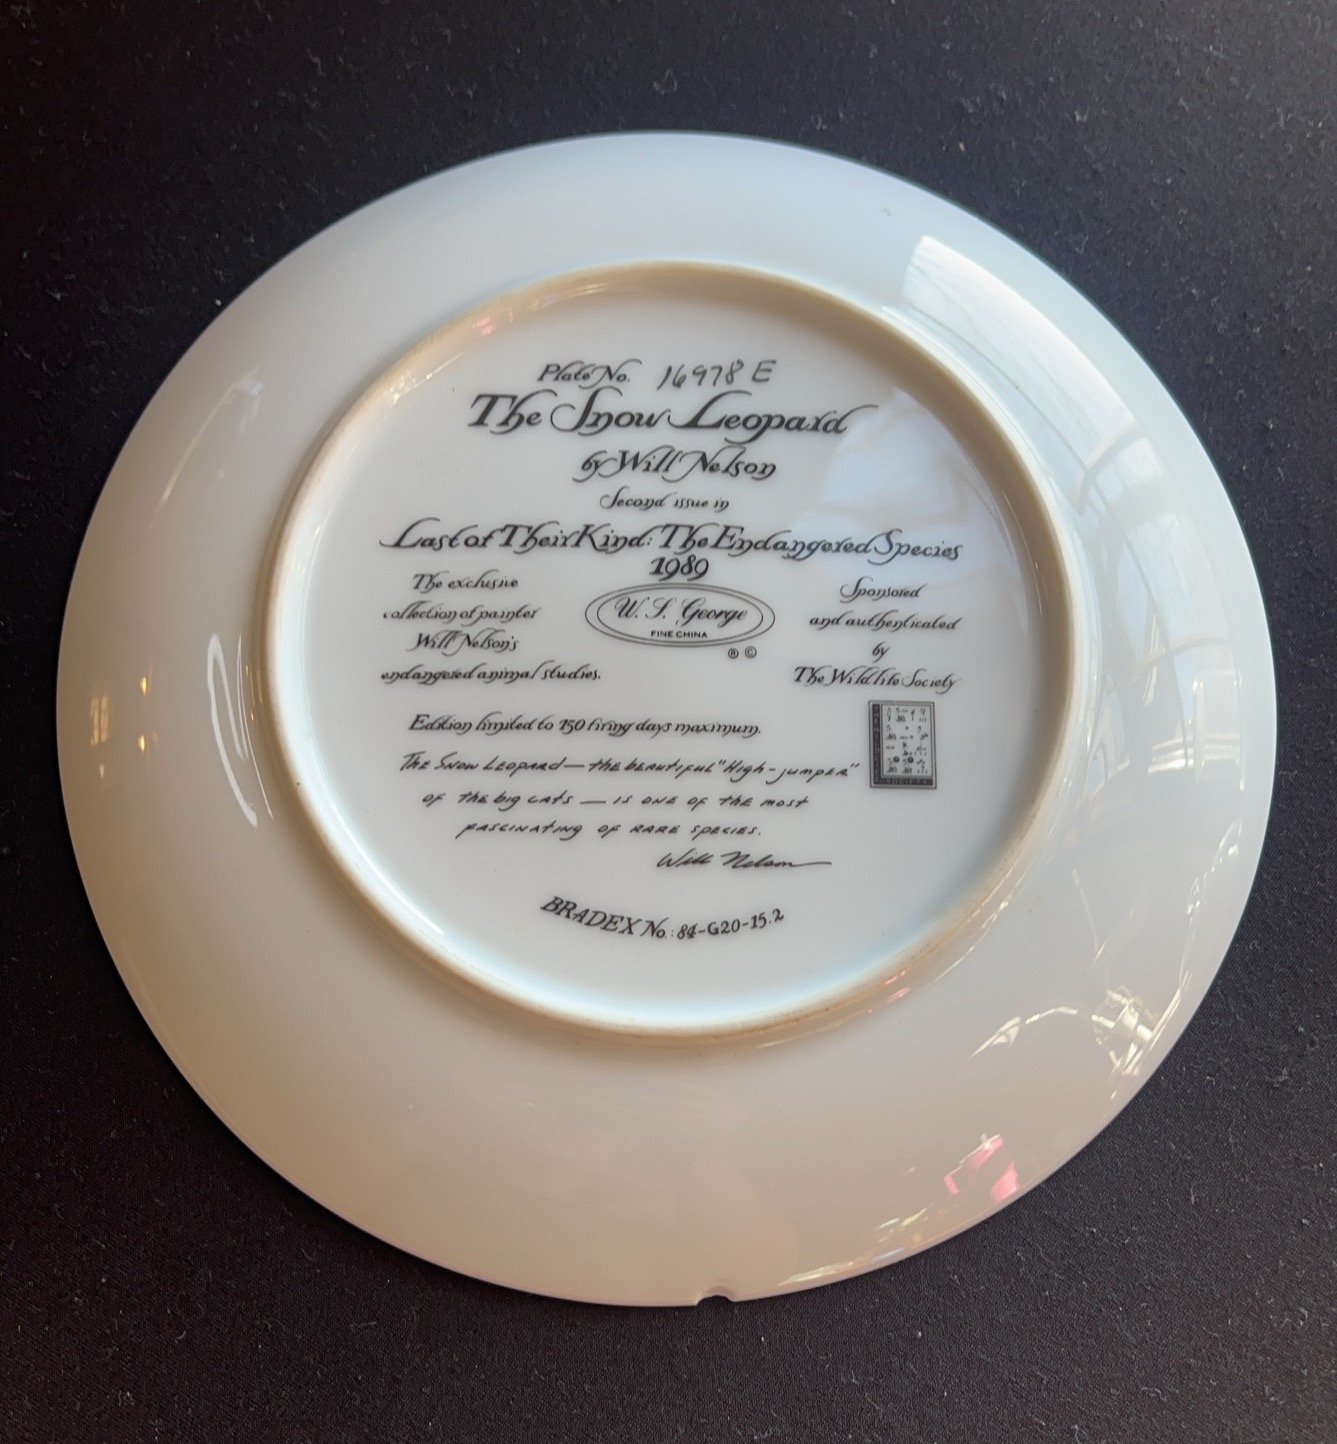 Plate No. 16978 E
The Snow Leopard
by Will Nelson
Second issue in
Last of Their Kind: The Endangered Species
1989
The exclusive
collection of painter
Will Nelson's
endangered animal studies.
W. S. George
FINE CHINA
® ©
Sponsored
and authenticated
by
The Wildlife Society
Edition limited to 150 firing days maximum.
The Snow Leopard — the beautiful "High-jumper"
of the big cats — is one of the most
fascinating of rare species.
Will Nelson
BRADEX No.: 84-G20-15.2